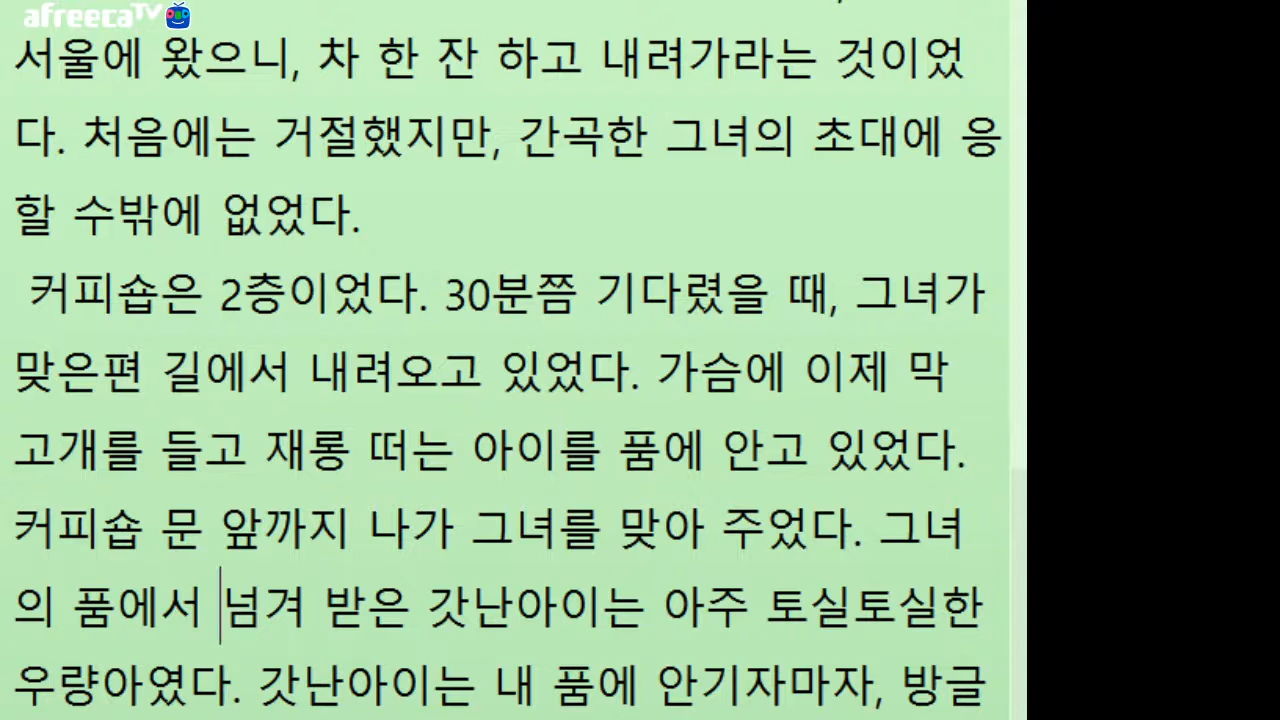 afreecaTV
서울에 왔으니, 차 한 잔 하고 내려가라는 것이었
다. 처음에는 거절했지만, 간곡한 그녀의 초대에 응
할 수밖에 없었다.
커피숍은 2층이었다. 30분쯤 기다렸을 때, 그녀가
맞은편 길에서 내려오고 있었다. 가슴에 이제 막
고개를 들고 재롱 떠는 아이를 품에 안고 있었다.
커피숍 문 앞까지 나가 그녀를 맞아 주었다. 그녀
의 품에서 넘겨 받은 갓난아이는 아주 토실토실한
우량아였다. 갓난아이는 내 품에 안기자마자, 방글